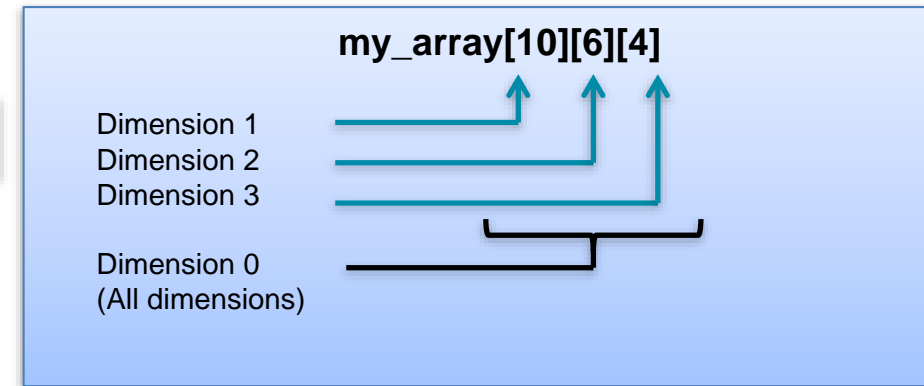 my_array[10][6][4]
Dimension 1
Dimension 2
Dimension 3
Dimension 0
(All dimensions)